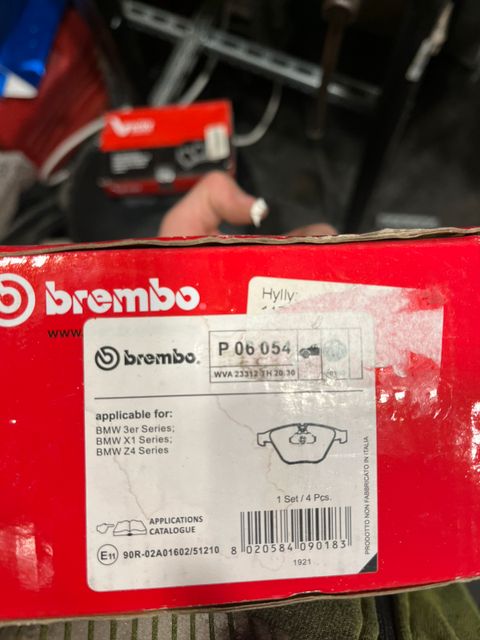 brembo
Hylly:
www.
brembo.
P 06 054
WVA 23312 TH 20.30
applicable for:
BMW 3er Series;
BMW X1 Series;
BMW Z4 Series
1 Set / 4 Pcs.
APPLICATIONS
CATALOGUE
E11 90R-02A01602/51210
8 020584 090183
1921
PRODOTTO NON FABBRICATO IN ITALIA